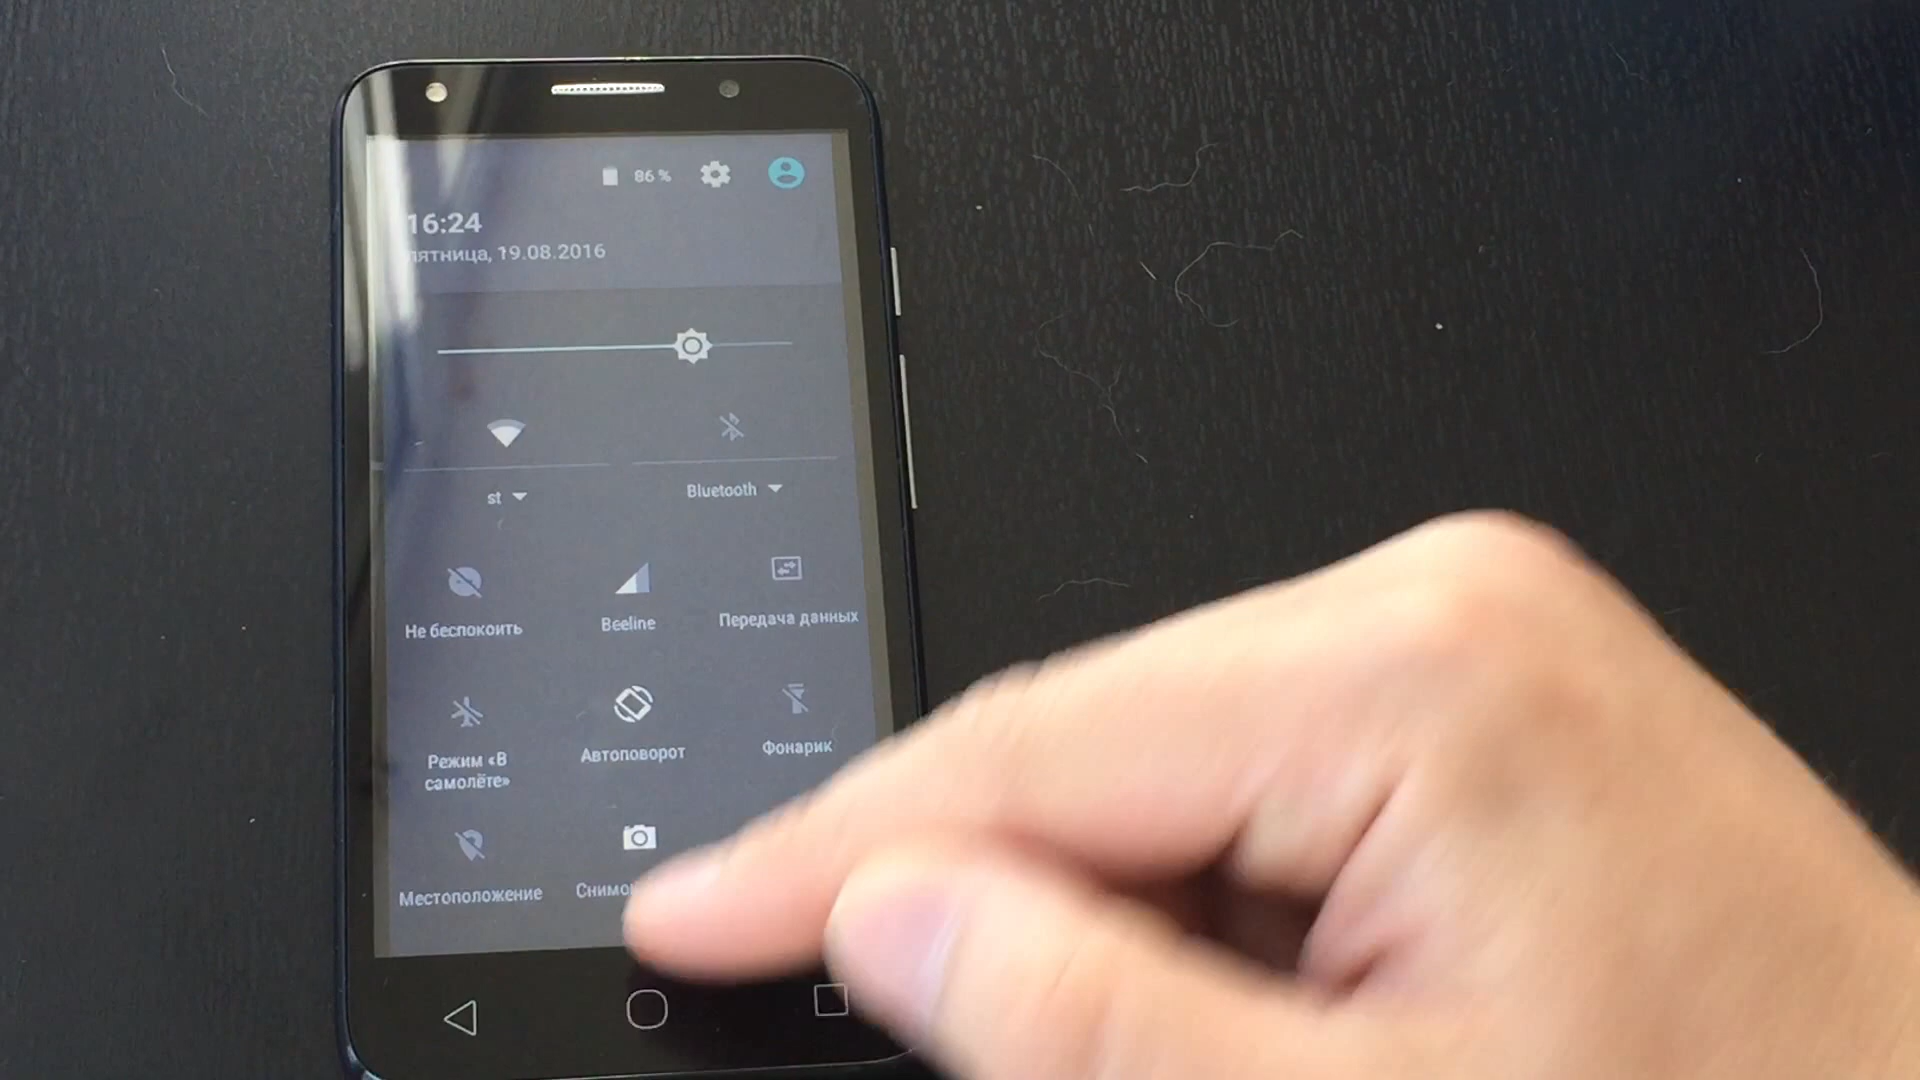 86 %
16:24
пятница, 19.08.2016
st
Bluetooth
Не беспокоить
Beeline
Передача данных
Режим «В
самолёте»
Автоповорот
Фонарик
Местоположение